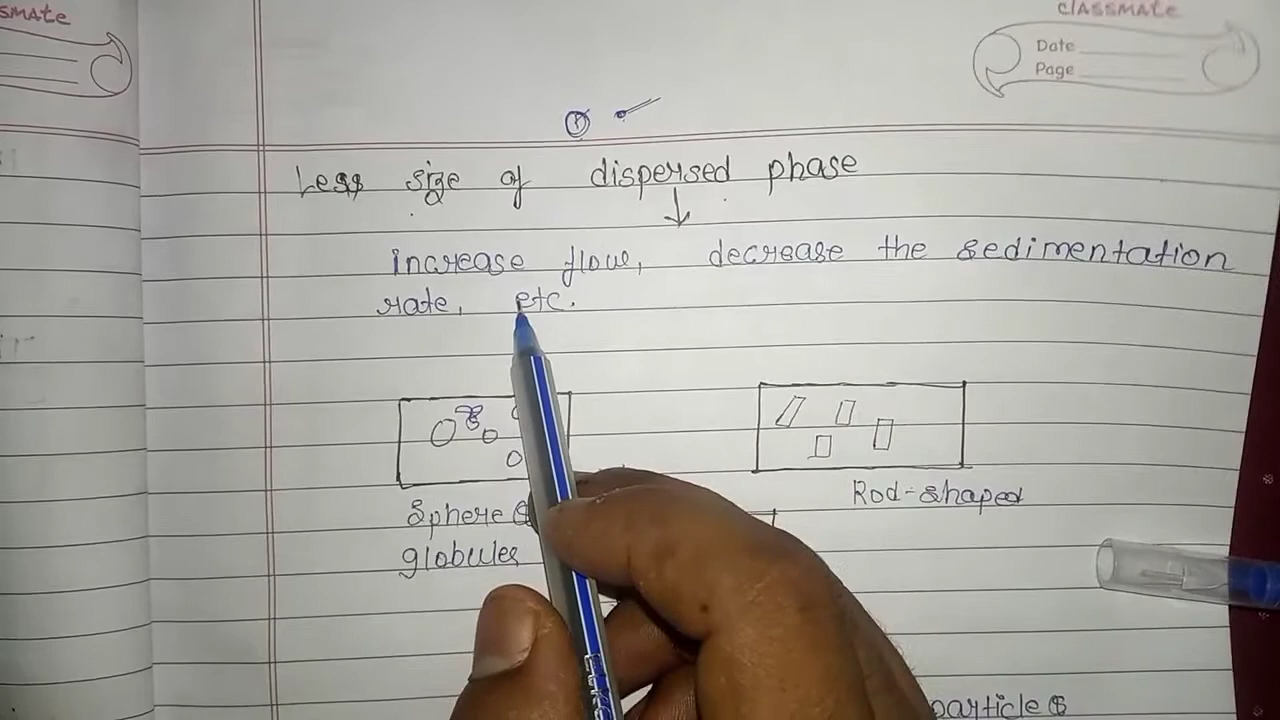 classmate
Date
Page
Less size of dispersed phase
increase flow, decrease the sedimentation
rate, etc.
Sphere
globules
Rod-shaped
particles